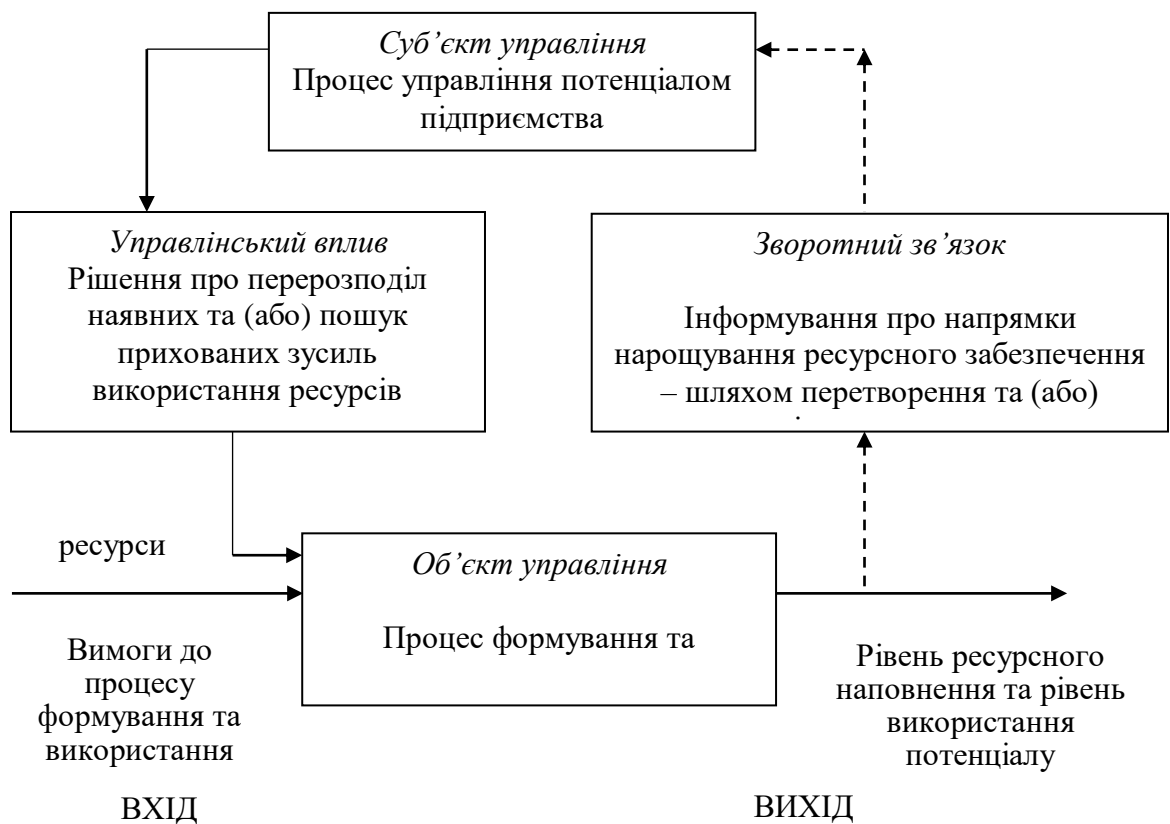 Суб’єкт управління
Процес управління потенціалом
підприємства
Управлінський вплив
Рішення про перерозподіл
наявних та (або) пошук
прихованих зусиль
використання ресурсів
Зворотний зв’язок
Інформування про напрямки
нарощування ресурсного забезпечення
– шляхом перетворення та (або)
ресурси
Об’єкт управління
Процес формування та
Вимоги до
процесу
формування та
використання
Рівень ресурсного
наповнення та рівень
використання
потенціалу
ВХІД
ВИХІД